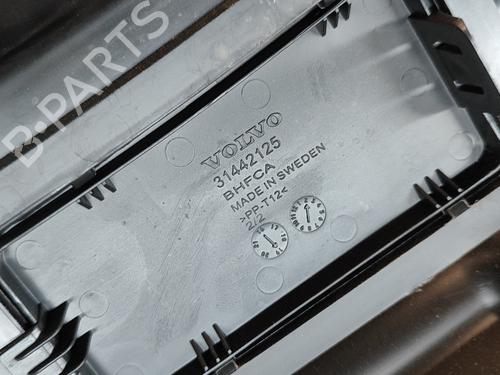 B-PARTS
VOLVO
31442125
BHFCA
MADE IN SWEDEN
>PP-T12<
2/2